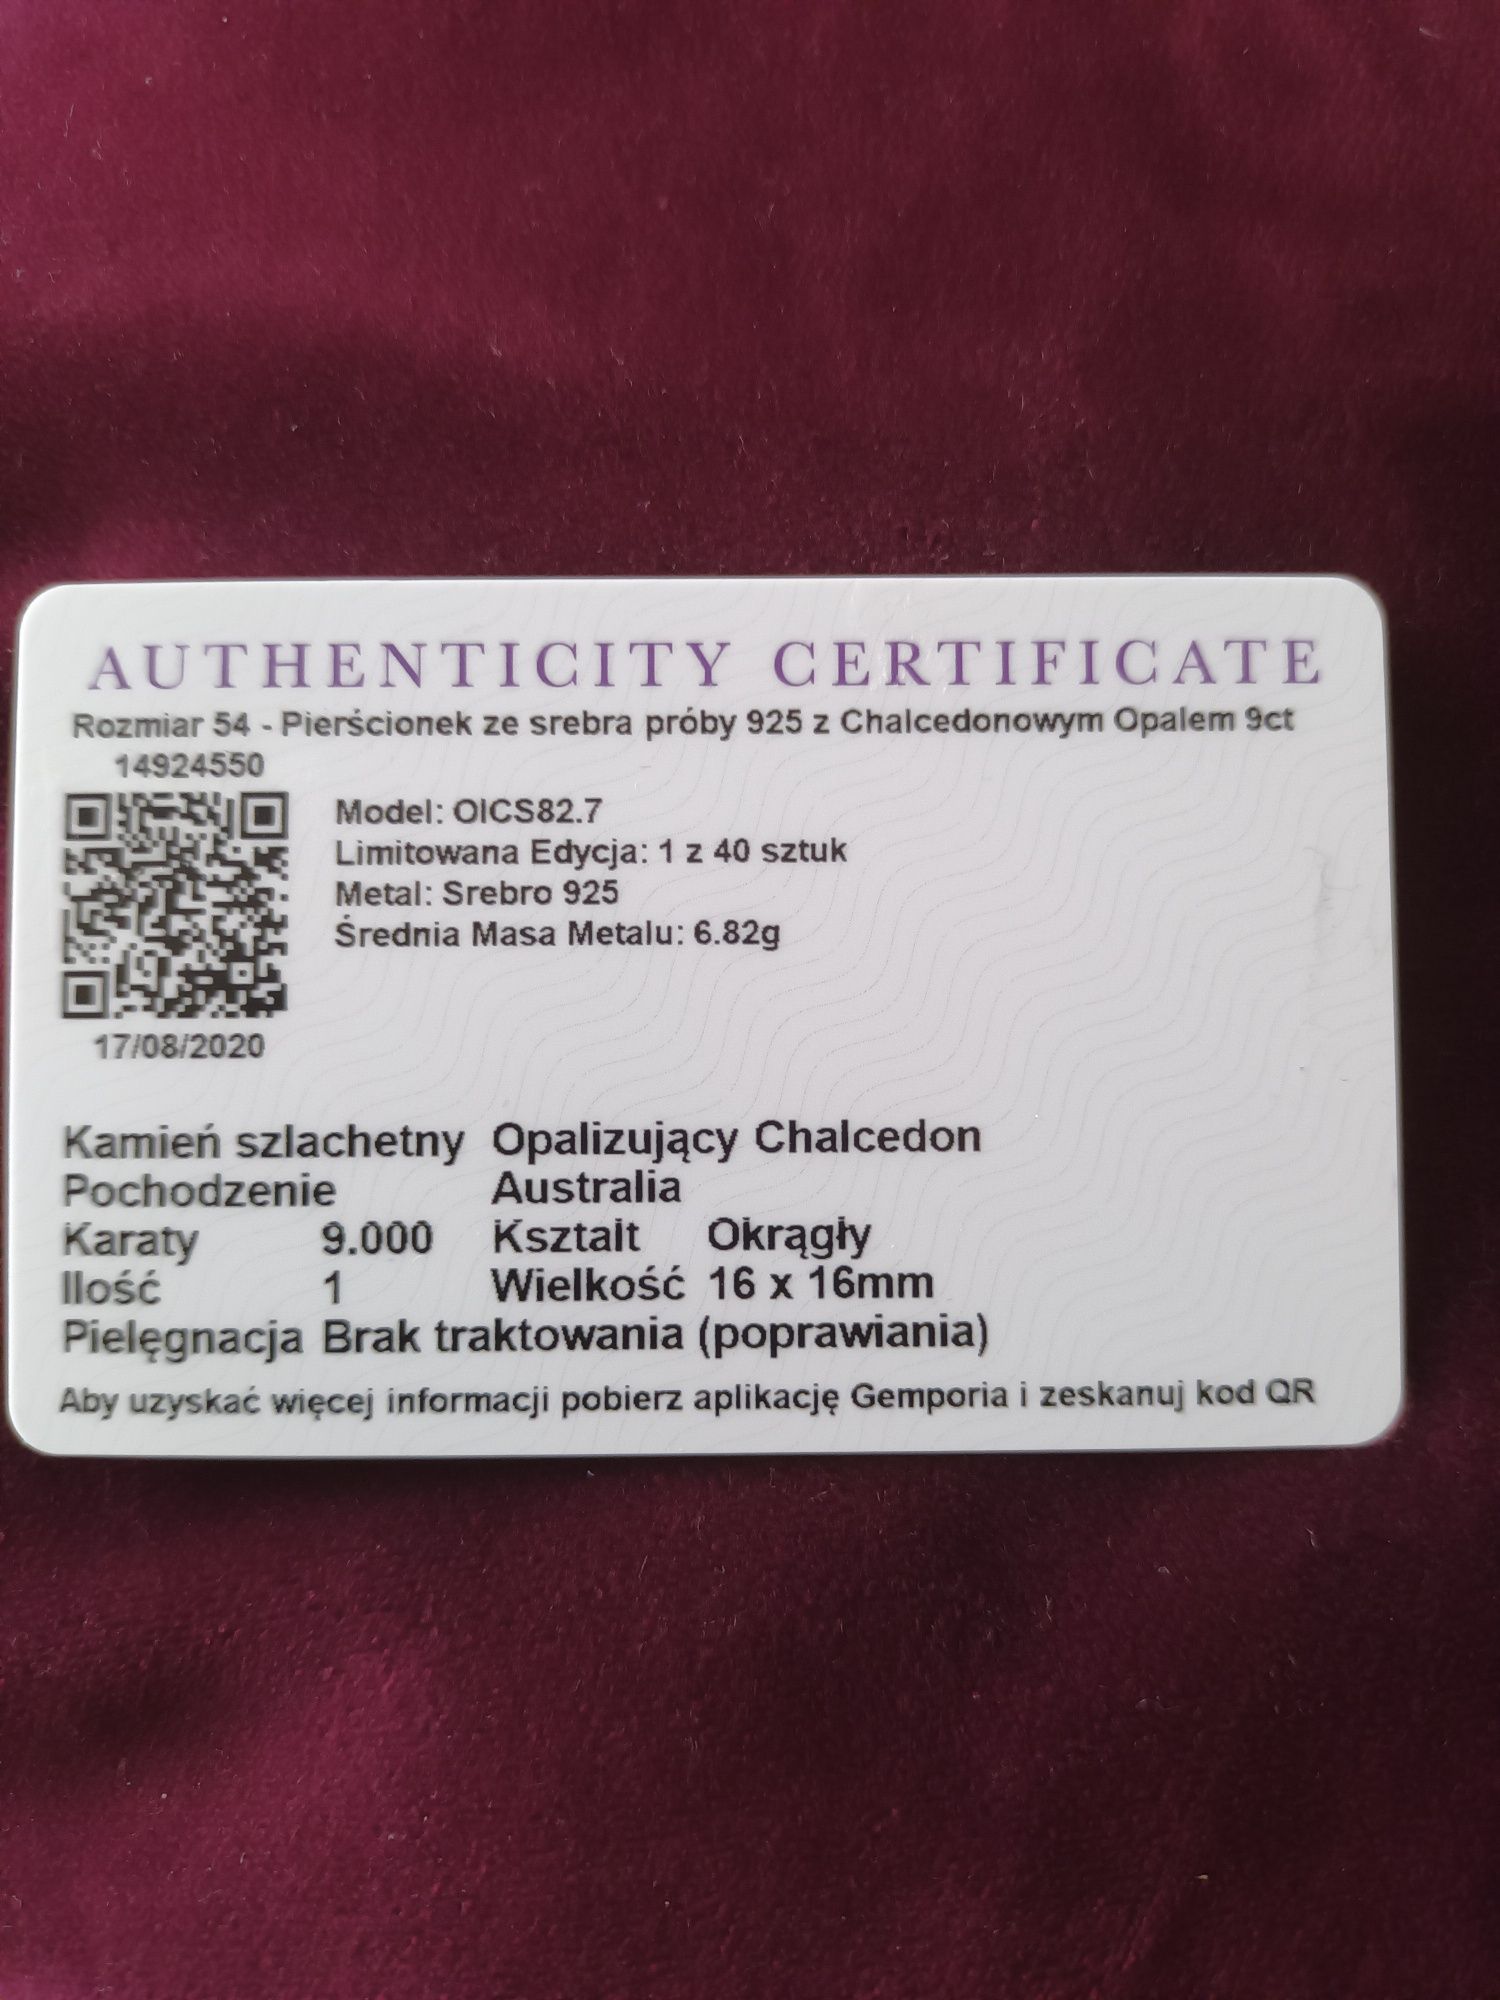 AUTHENTICITY CERTIFICATE
Rozmiar 54 - Pierścionek ze srebra próby 925 z Chalcedonowym Opalem 9ct
14924550
Model: OICS82.7
Limitowana Edycja: 1 z 40 sztuk
Metal: Srebro 925
Średnia Masa Metalu: 6.82g
17/08/2020
Kamień szlachetny Opalizujący Chalcedon
Pochodzenie Australia
Karaty 9.000 Kształt Okrągły
Ilość 1 Wielkość 16 x 16mm
Pielęgnacja Brak traktowania (poprawiania)
Aby uzyskać więcej informacji pobierz aplikację Gemporia i zeskanuj kod QR